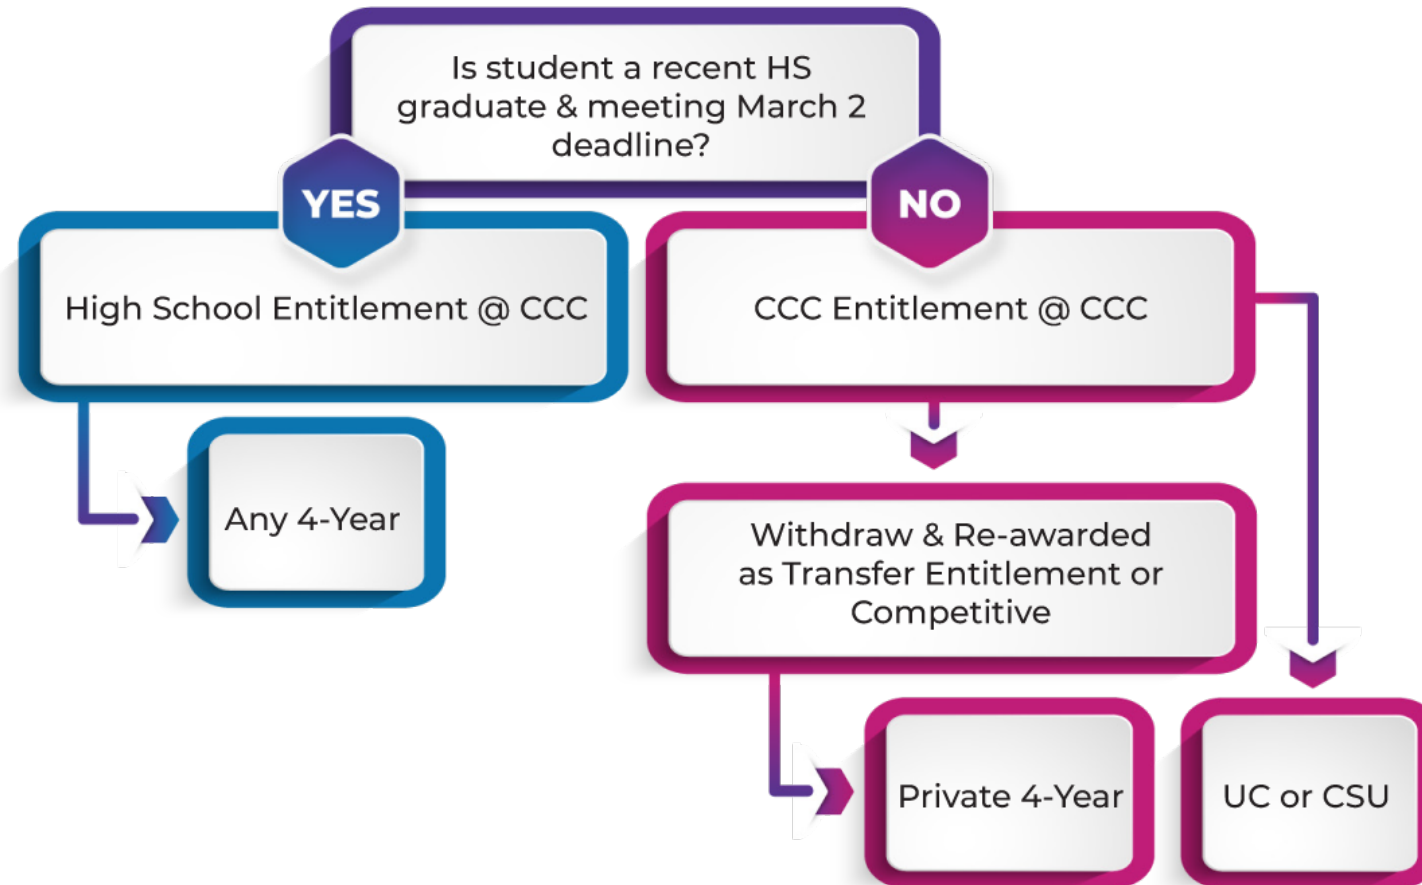 Is student a recent HS
graduate & meeting March 2
deadline?
YES
NO
High School Entitlement @ CCC
CCC Entitlement @ CCC
Any 4-Year
Withdraw & Re-awarded
as Transfer Entitlement or
Competitive
Private 4-Year
UC or CSU